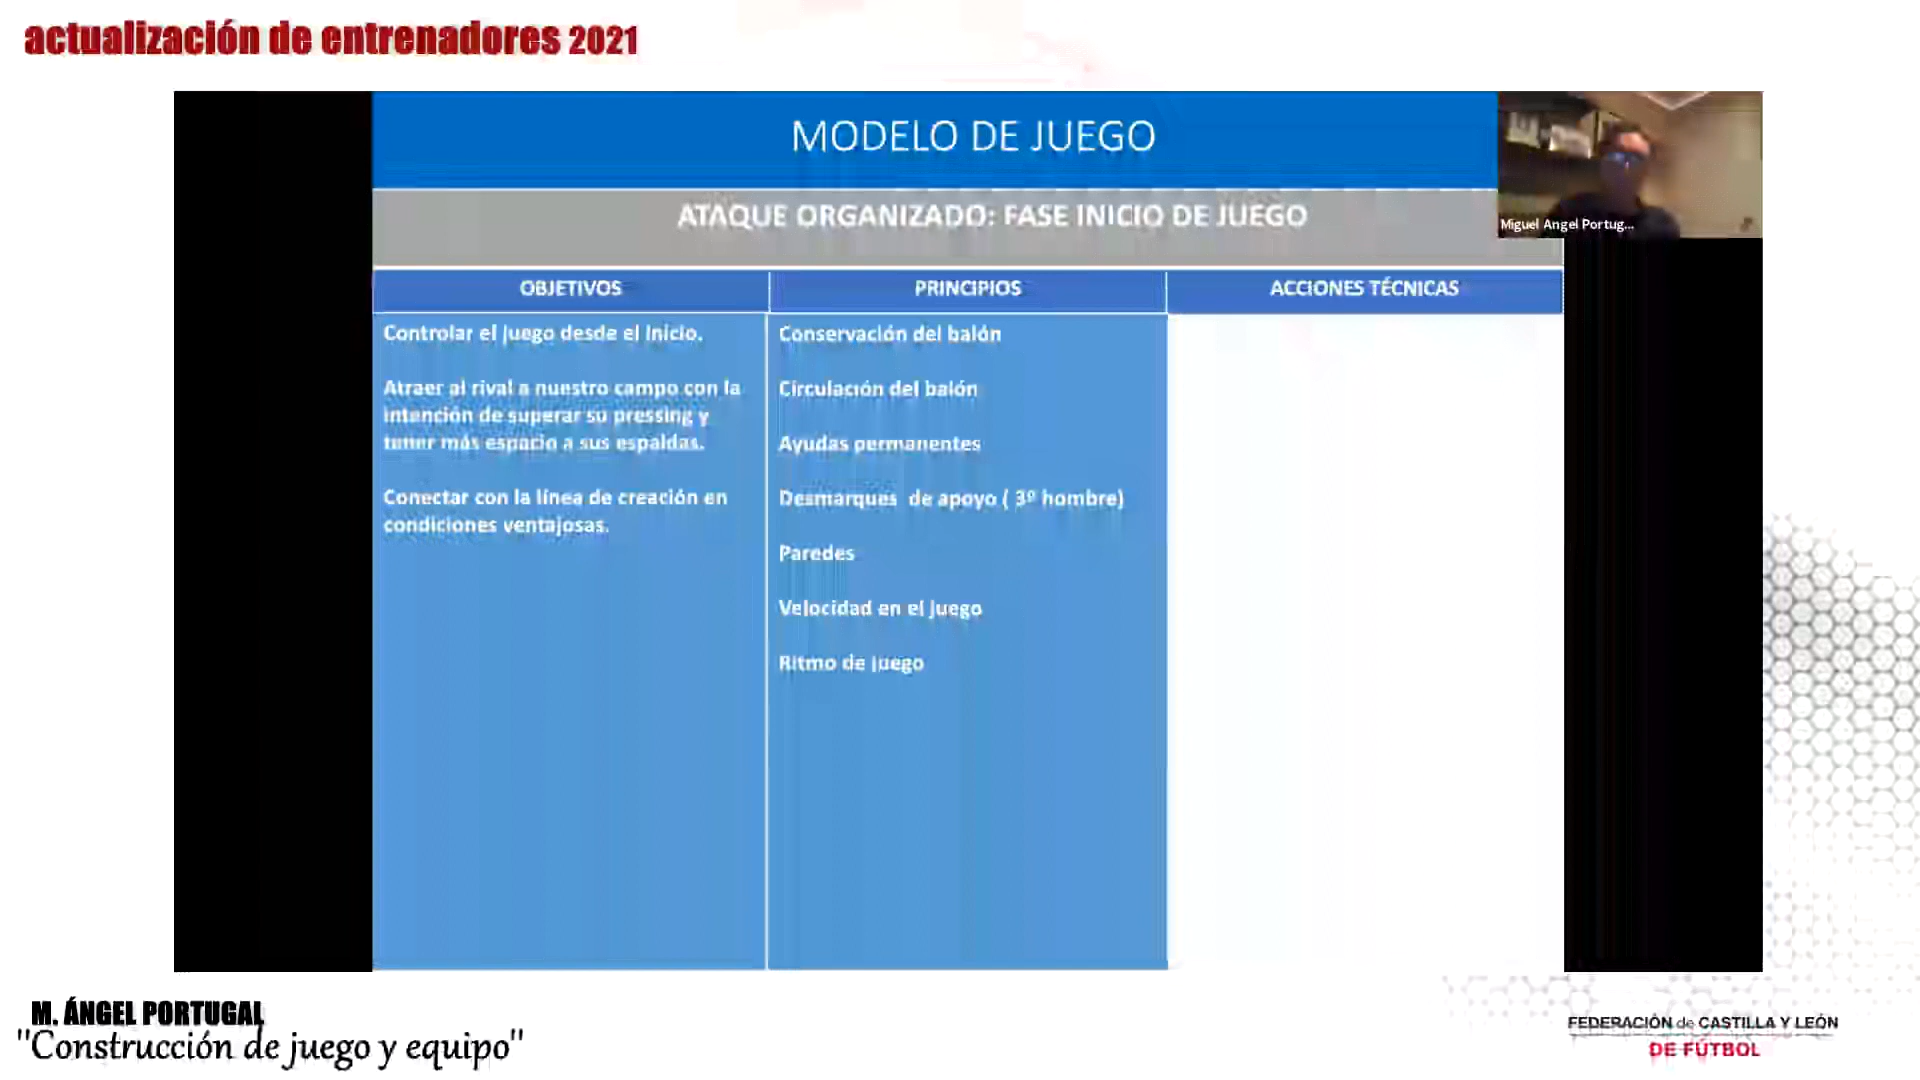 actualización de entrenadores 2021
MODELO DE JUEGO
ATAQUE ORGANIZADO: FASE INICIO DE JUEGO
Miguel Angel Portug...
OBJETIVOS
PRINCIPIOS
ACCIONES TÉCNICAS
Controlar el juego desde el inicio.
Atraer al rival a nuestro campo con la
intención de superar su pressing y
tener más espacio a sus espaldas.
Conectar con la línea de creación en
condiciones ventajosas.
Conservación del balón
Circulación del balón
Ayudas permanentes
Desmarques de apoyo ( 3º hombre)
Paredes
Velocidad en el juego
Ritmo de juego
M. ÁNGEL PORTUGAL
"Construcción de juego y equipo"
FEDERACIÓN de CASTILLA Y LEÓN
DE FÚTBOL